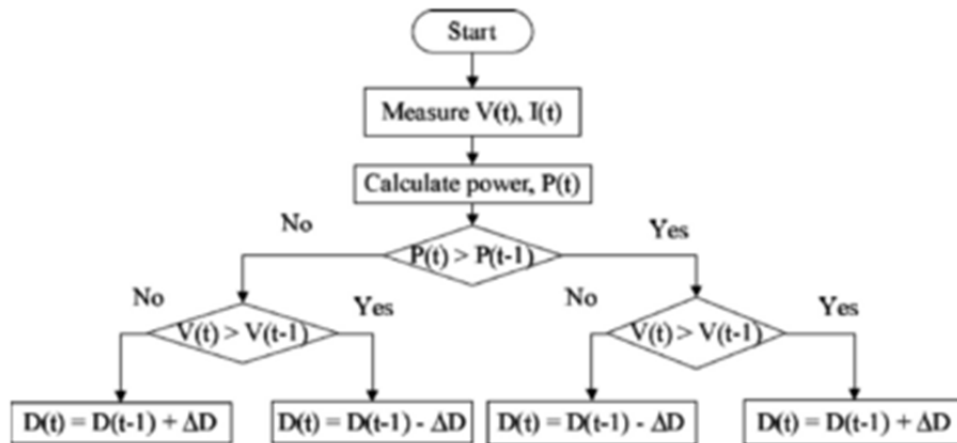 Start
Measure V(t), I(t)
Calculate power, P(t)
No
Yes
P(t) > P(t-1)
No
Yes
No
Yes
V(t) > V(t-1)
V(t) > V(t-1)
D(t) = D(t-1) + ΔD
D(t) = D(t-1) - ΔD
D(t) = D(t-1) - ΔD
D(t) = D(t-1) + ΔD